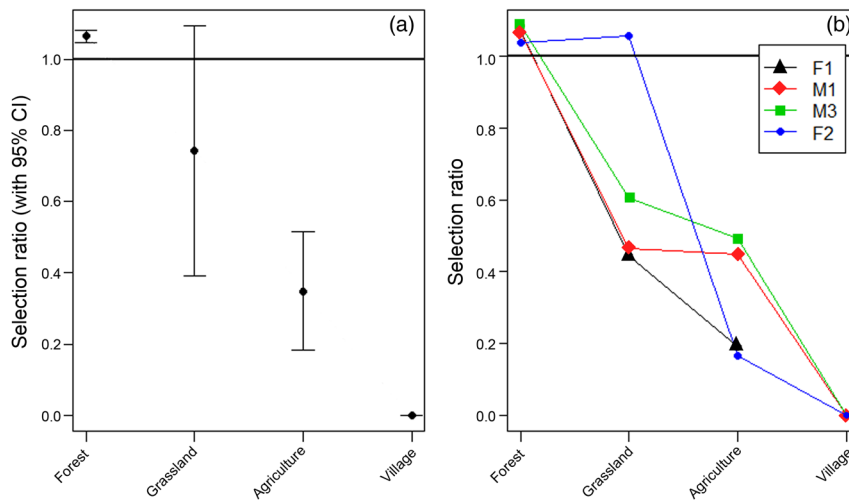 (a)
Selection ratio (with 95% CI)
1.0
0.8
0.6
0.4
0.2
0.0
Forest
Grassland
Agriculture
Village
(b)
Selection ratio
1.0
0.8
0.6
0.4
0.2
0.0
F1
M1
M3
F2
Forest
Grassland
Agriculture
Village